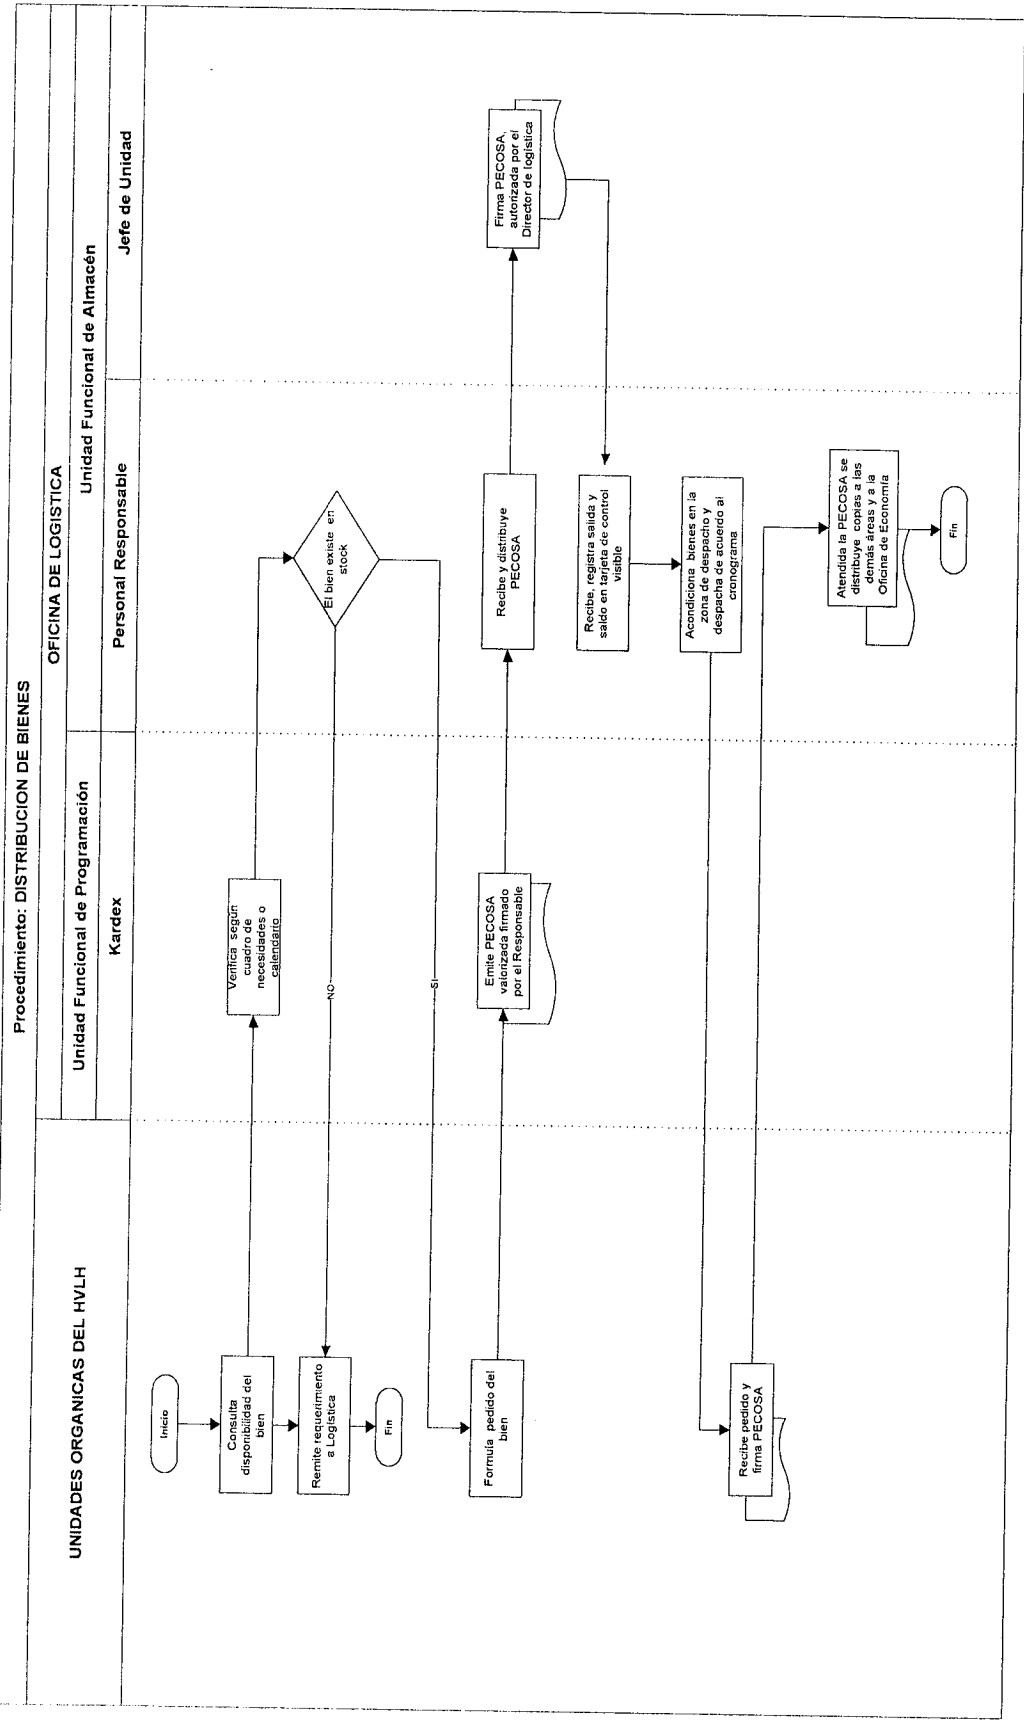 Procedimiento: DISTRIBUCION DE BIENES
UNIDADES ORGANICAS DEL HVLH
OFICINA DE LOGISTICA
Unidad Funcional de Programación
Unidad Funcional de Almacén
Kardex
Personal Responsable
Jefe de Unidad
Inicio
Consulta
disponibilidad del
bien
Verifica según
cuadro de
necesidades o
calendario
El bien existe en
stock
NO
Remite requerimiento
a Logística
Fin
SI
Formula pedido del
bien
Emite PECOSA
valorizada firmado
por el Responsable
Recibe y distribuye
PECOSA
Firma PECOSA,
autorizada por el
Director de logística
Recibe, registra salida y
saldo en tarjeta de control
visible
Acondiciona bienes en la
zona de despacho y
despacha de acuerdo al
cronograma
Recibe pedido y
firma PECOSA
Atendida la PECOSA se
distribuye copias a las
demás áreas y a la
Oficina de Economía
Fin